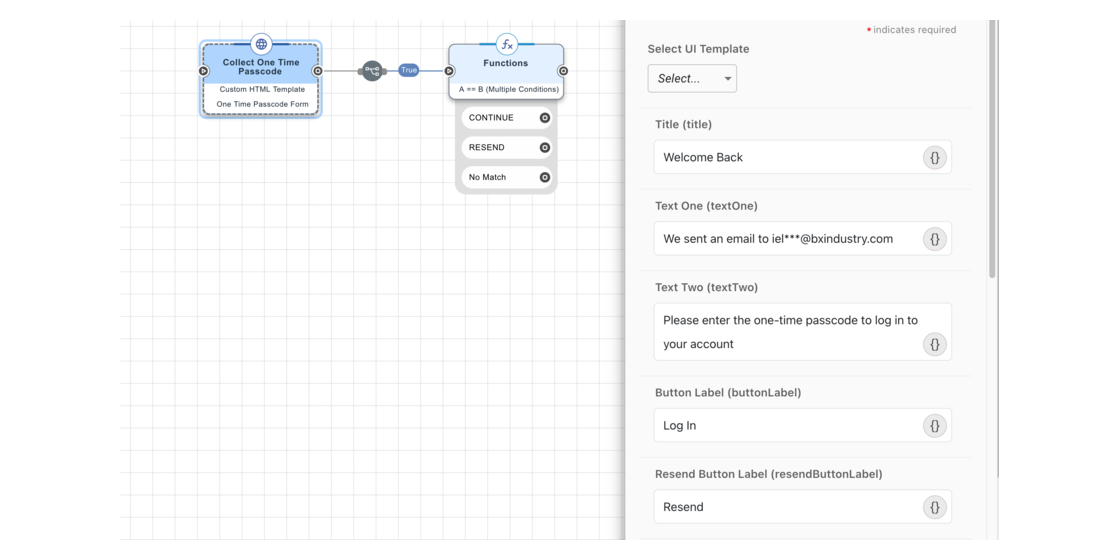 Collect One Time
Passcode
Custom HTML Template
One Time Passcode Form
True
Functions
A == B (Multiple Conditions)
CONTINUE
RESEND
No Match
* indicates required
Select UI Template
Select...
Title (title)
Welcome Back
{}
Text One (textOne)
We sent an email to iel***@bxindustry.com
{}
Text Two (textTwo)
Please enter the one-time passcode to log in to
your account
{}
Button Label (buttonLabel)
Log In
{}
Resend Button Label (resendButtonLabel)
Resend
{}